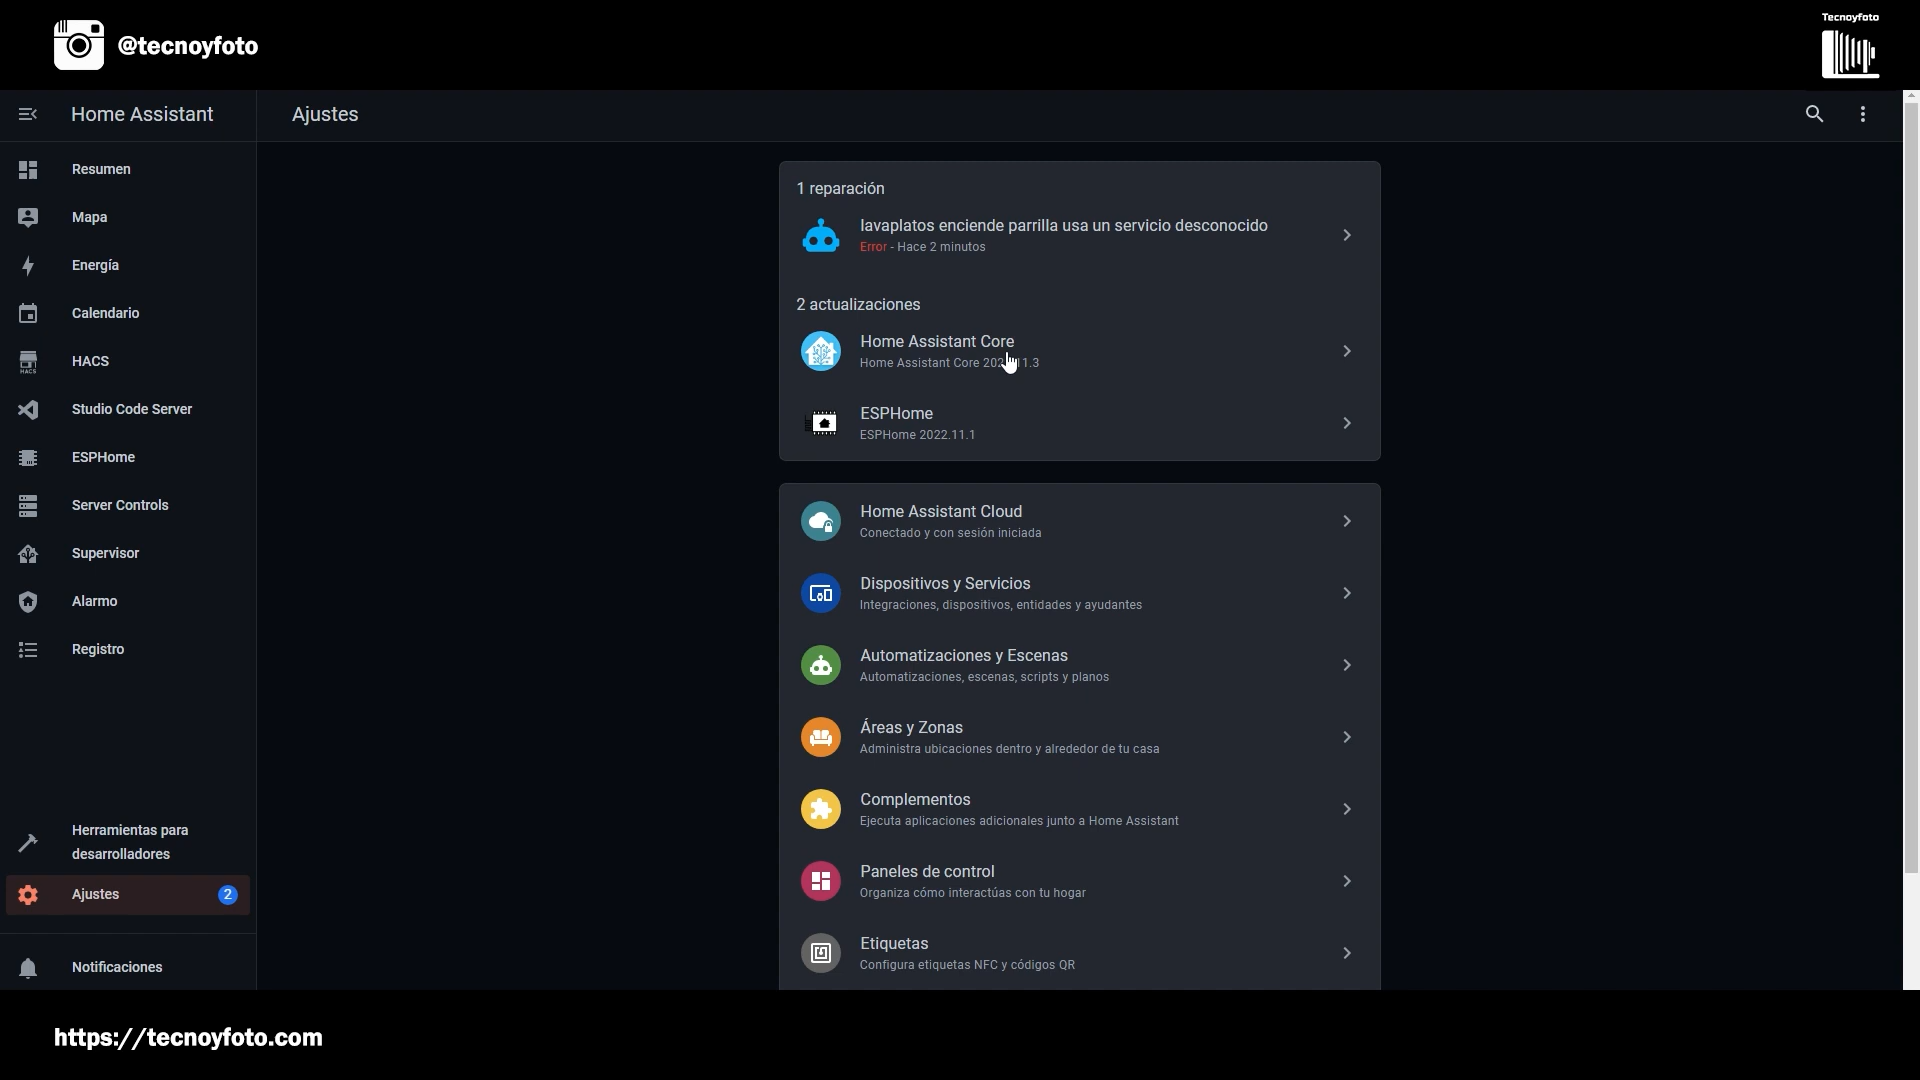 @tecnoyfoto
Tecnoyfoto
Home Assistant
Ajustes
Resumen
Mapa
Energía
Calendario
HACS
HACS
Studio Code Server
ESPHome
Server Controls
Supervisor
Alarmo
Registro
Herramientas para
desarrolladores
Ajustes
2
Notificaciones
1 reparación
lavaplatos enciende parrilla usa un servicio desconocido
Error - Hace 2 minutos
2 actualizaciones
Home Assistant Core
Home Assistant Core 202 11.3
ESPHome
ESPHome 2022.11.1
Home Assistant Cloud
Conectado y con sesión iniciada
Dispositivos y Servicios
Integraciones, dispositivos, entidades y ayudantes
Automatizaciones y Escenas
Automatizaciones, escenas, scripts y planos
Áreas y Zonas
Administra ubicaciones dentro y alrededor de tu casa
Complementos
Ejecuta aplicaciones adicionales junto a Home Assistant
Paneles de control
Organiza cómo interactúas con tu hogar
Etiquetas
Configura etiquetas NFC y códigos QR
https://tecnoyfoto.com